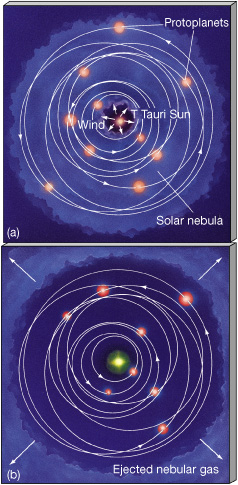 Protoplanets
Tauri Sun
Wind
Solar nebula
(a)
(b)
Ejected nebular gas